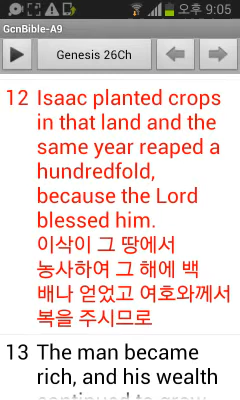 오후 9:05
GcnBible-A9
Genesis 26Ch
12 Isaac planted crops
in that land and the
same year reaped a
hundredfold,
because the Lord
blessed him.
이삭이 그 땅에서
농사하여 그 해에 백
배나 얻었고 여호와께서
복을 주시므로
13 The man became
rich, and his wealth
continued to grow